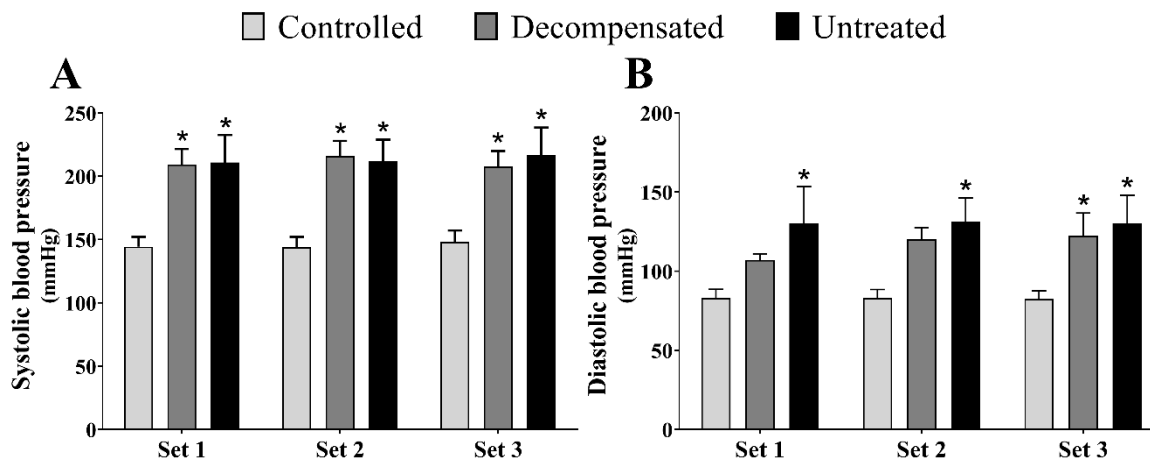 Controlled Decompensated Untreated
A
Systolic blood pressure
(mmHg)
250
200
150
100
50
0
* *
* *
* *
Set 1 Set 2 Set 3
B
Diastolic blood pressure
(mmHg)
200
150
100
50
0
*
*
* *
Set 1 Set 2 Set 3